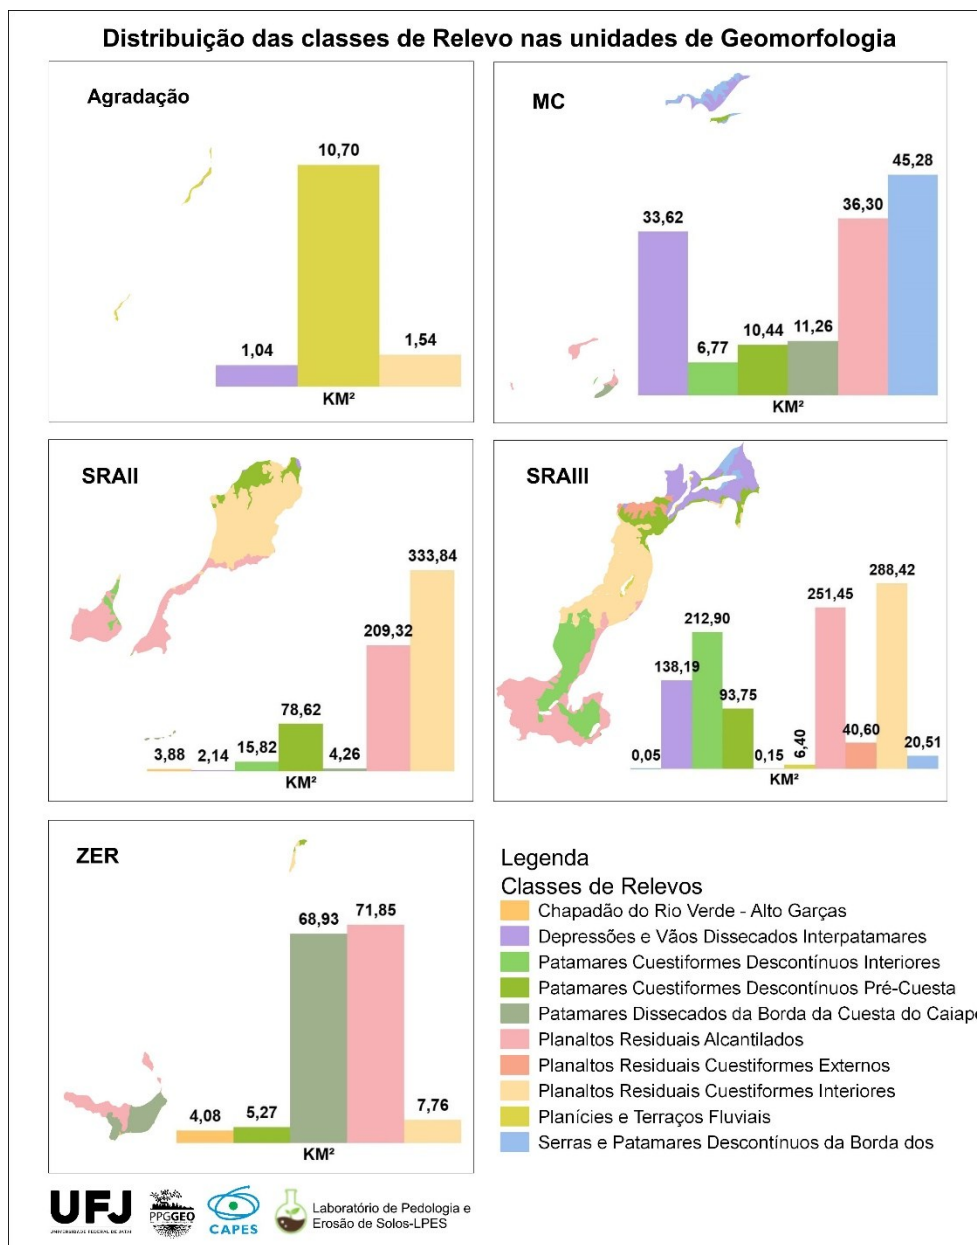 Distribuição das classes de Relevo nas unidades de Geomorfologia
Agradação
10,70
1,04
1,54
KM²
MC
33,62
6,77
10,44
11,26
36,30
45,28
KM²
SRAII
3,88
2,14
15,82
78,62
4,26
209,32
333,84
KM²
SRAIII
0,05
138,19
212,90
93,75
0,15
6,40
251,45
40,60
288,42
20,51
KM²
ZER
4,08
5,27
68,93
71,85
7,76
KM²
Legenda
Classes de Relevos
Chapadão do Rio Verde - Alto Garças
Depressões e Vãos Dissecados Interpatamares
Patamares Cuestiformes Descontínuos Interiores
Patamares Cuestiformes Descontínuos Pré-Cuesta
Patamares Dissecados da Borda da Cuesta do Caiapó
Planaltos Residuais Alcantilados
Planaltos Residuais Cuestiformes Externos
Planaltos Residuais Cuestiformes Interiores
Planícies e Terraços Fluviais
Serras e Patamares Descontínuos da Borda dos
UFJ
UNIVERSIDADE FEDERAL DE JATAÍ
PPGGEO
CAPES
Laboratório de Pedologia e
Erosão de Solos-LPES